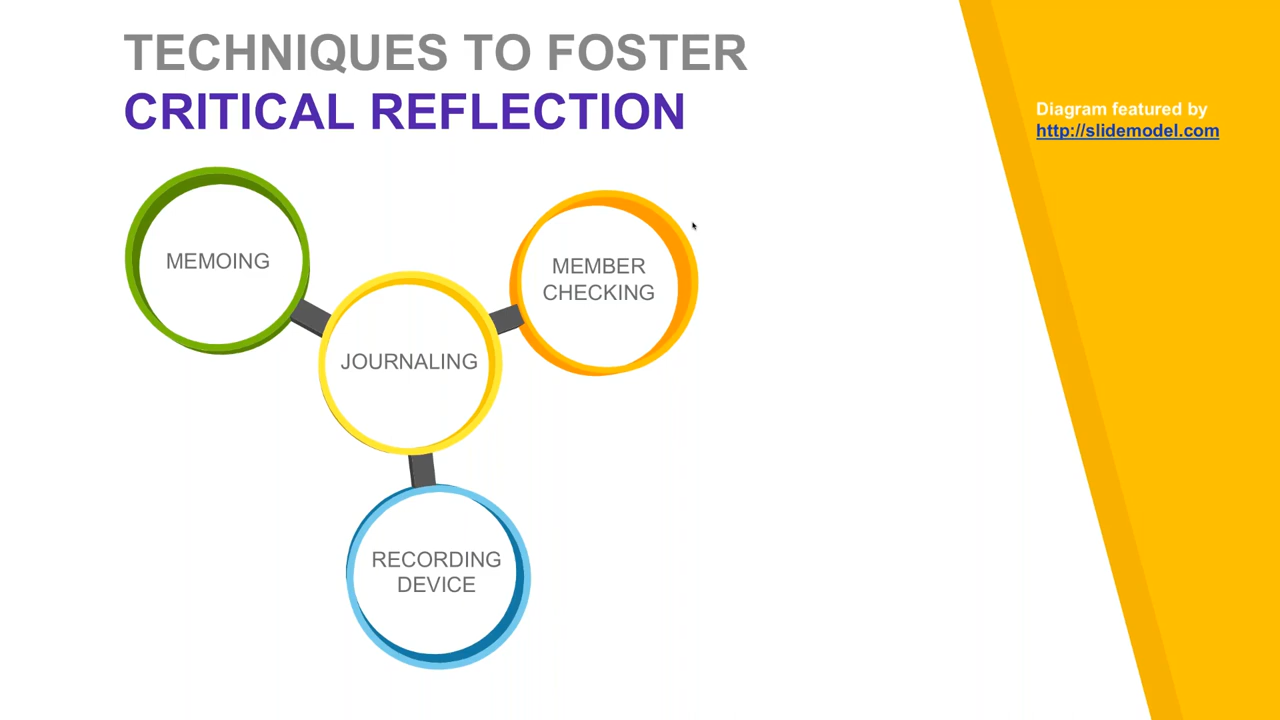 TECHNIQUES TO FOSTER
CRITICAL REFLECTION
Diagram featured by
http://slidemodel.com
MEMOING
MEMBER
CHECKING
JOURNALING
RECORDING
DEVICE